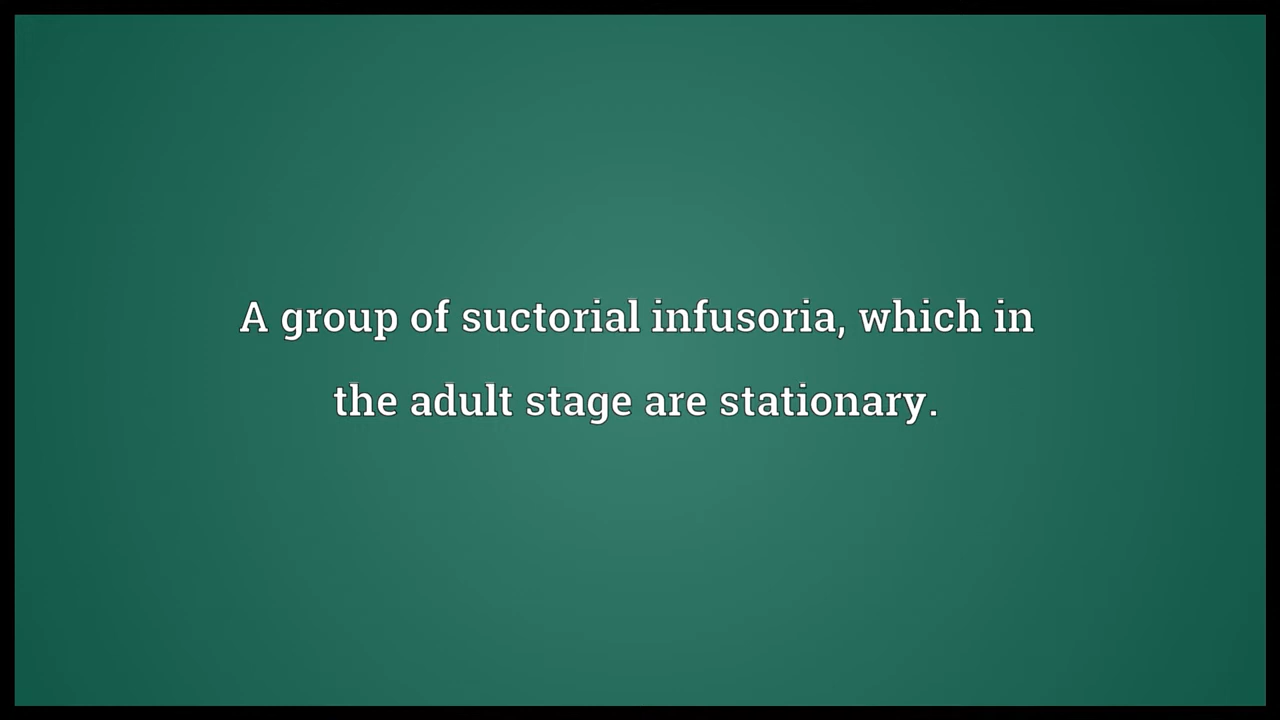 A group of suctorial infusoria, which in
the adult stage are stationary.